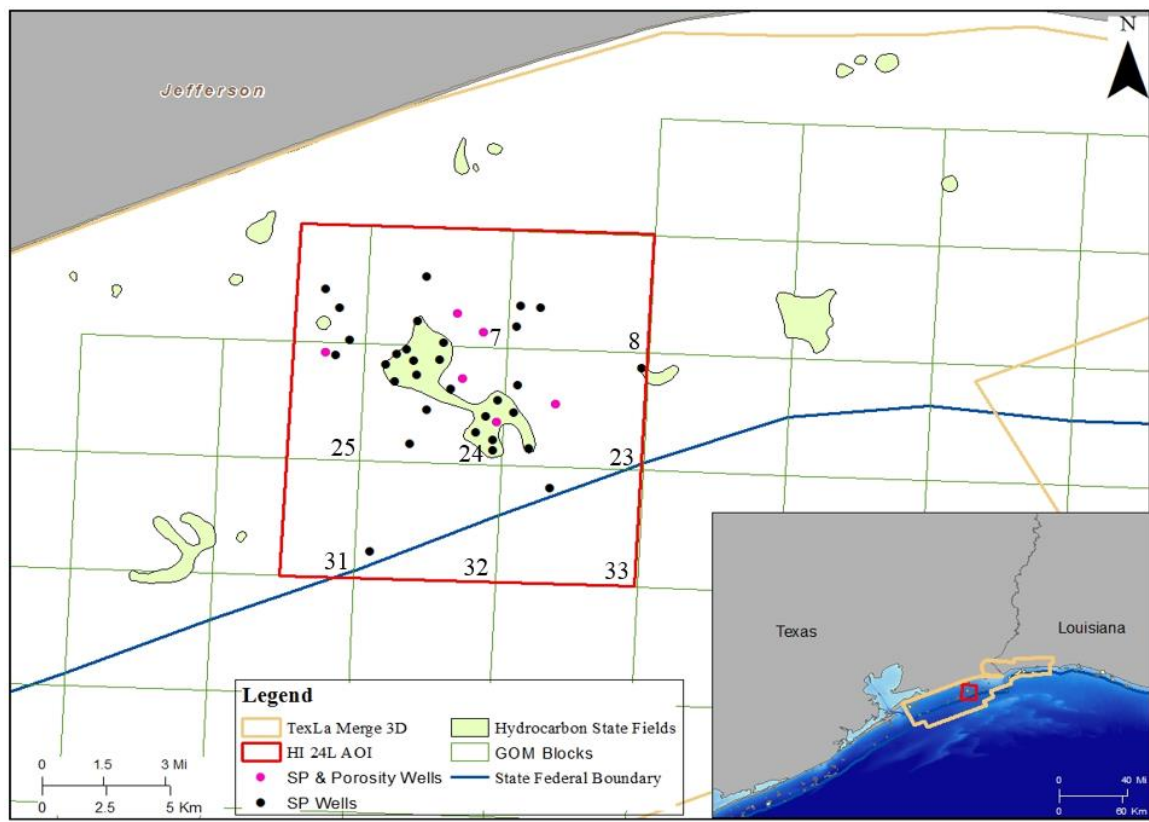 N
Jefferson
7
8
25
24
23
31
32
33
Texas
Louisiana
Legend
TexLa Merge 3D
Hydrocarbon State Fields
HI 24L AOI
GOM Blocks
SP & Porosity Wells
State Federal Boundary
SP Wells
0 1.5 3 Mi
0 2.5 5 Km
0 40 Mi
0 60 Km